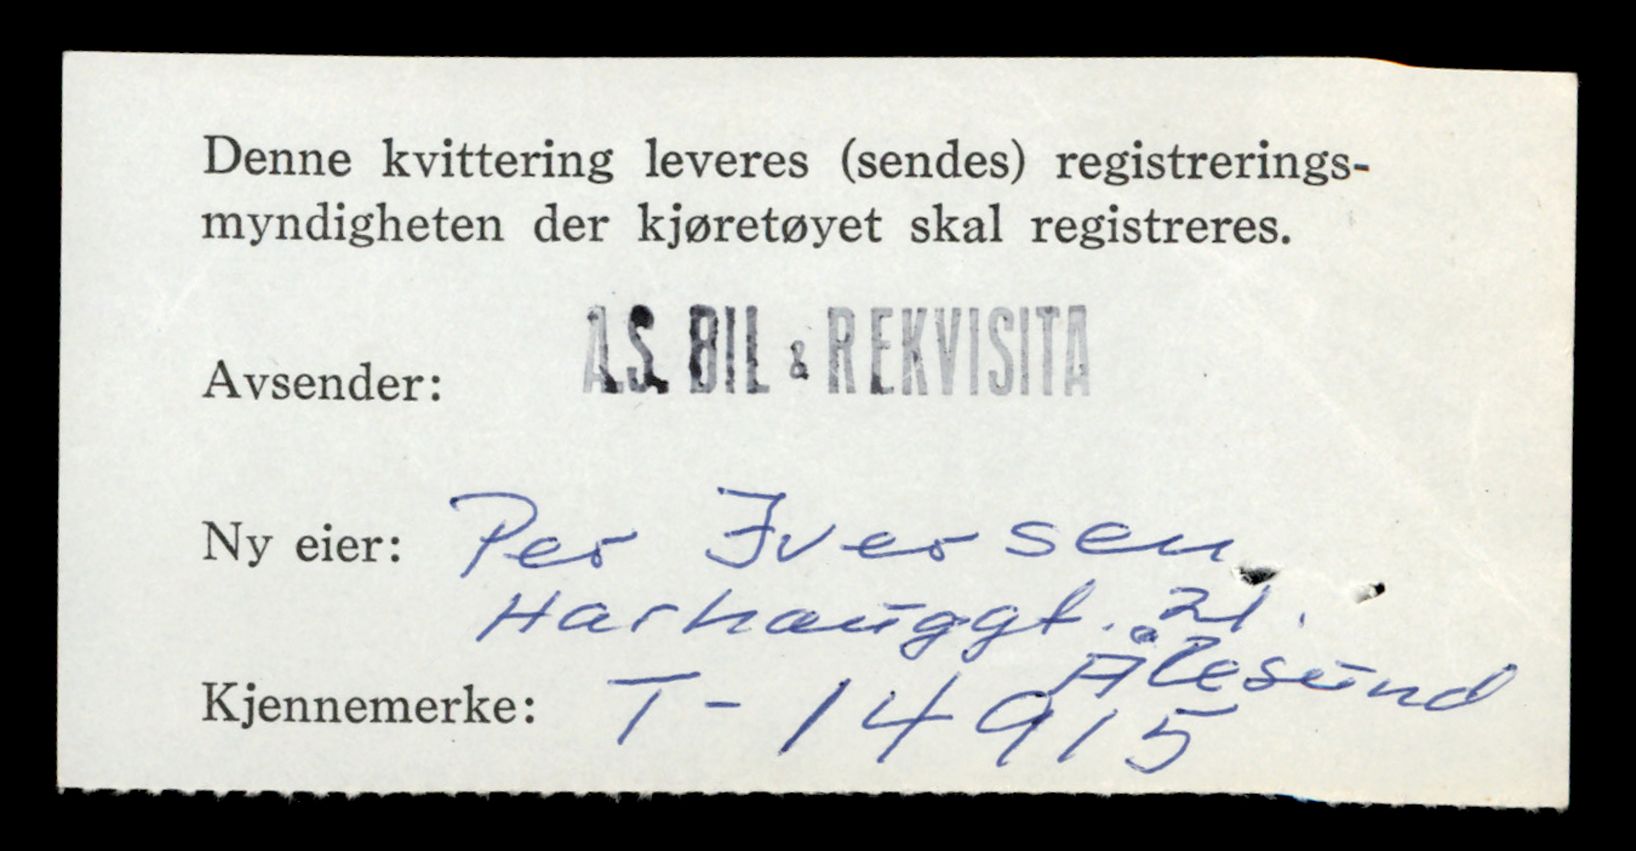 Denne kvittering leveres (sendes) registrerings-
myndigheten der kjøretøyet skal registreres.
Avsender: A.S. BIL & REKVISITA
Ny eier: Per Iversen
Harhauggt. 21.
Ålesund
Kjennemerke: T-14915